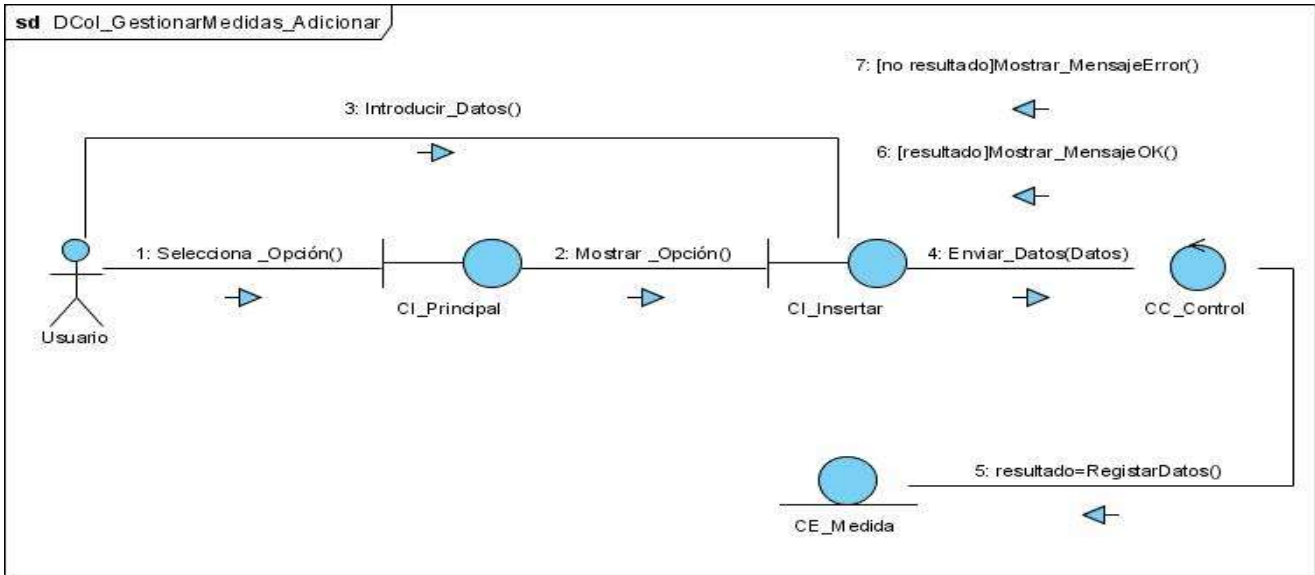 sd DCol_GestionarMedidas_Adicionar
7: [no resultado]Mostrar_MensajeError()
3: Introducir_Datos()
6: [resultado]Mostrar_MensajeOK()
1: Selecciona _Opción()
2: Mostrar _Opción()
4: Enviar_Datos(Datos)
CI_Principal
CI_Insertar
CC_Control
Usuario
5: resultado=RegistarDatos()
CE_Medida